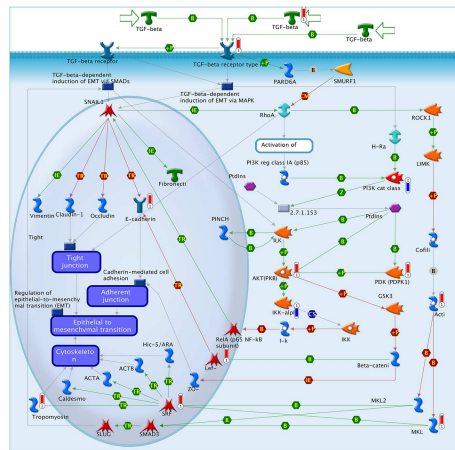 TGF-beta
TGF-beta
TGF-beta
TGF-beta receptor
TGF-beta receptor type
PARD6A
SMURF1
TGF-beta-dependent
induction of EMT via SMADs
TGF-beta-dependent
induction of EMT via MAPK
SNAIL1
RhoA
ROCK1
Activation of
H-Ra
LIMK
PI3K reg class IA (p85)
PI3K cat class
Fibronecti
PtdIns
Vimentin
Claudin-1
Occludin
E-cadherin
2.7.1.153
PtdIns
PINCH
ILK
Cofili
Tight
Tight
junction
Cadherin-mediated cell
adhesion
AKT(PKB)
PDK (PDPK1)
Adherent
junction
Regulation of
epithelial-to-mesenchy
mal transition (EMT)
IKK-alph
GSK3
Acti
Epithelial to
mesenchymal transition
RelA (p65 NF-kB
subunit)
I-k
IKK
Hic-5/ARA
Cytoskeleto
n
Lef-
Beta-cateni
ACTB
ACTA
ZO-
Caldesmo
Tropomyosin
SRF
MKL2
SLUG
SMAD3
MKL